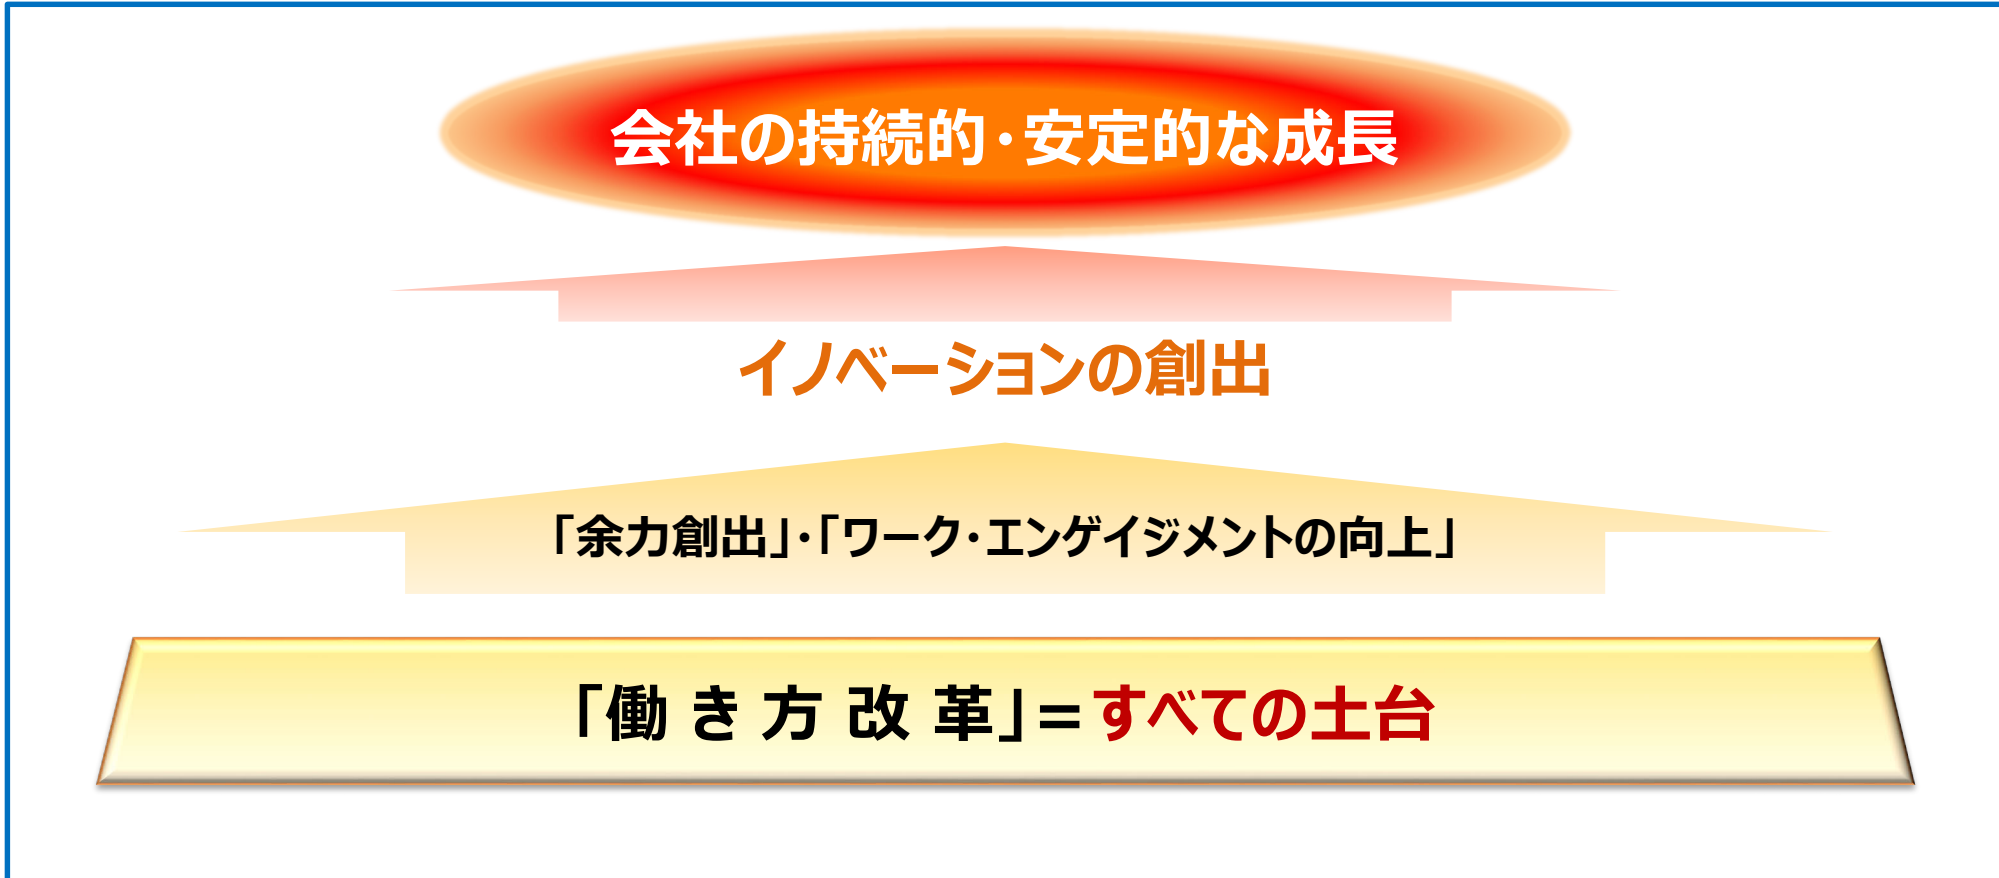 会社の持続的・安定的な成長
イノベーションの創出
「余力創出」・「ワーク・エンゲイジメントの向上」
「働 き 方 改 革」=すべての土台